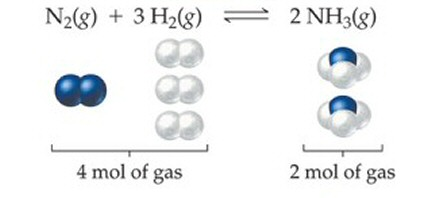 N₂(g) + 3 H₂(g) ⇌ 2 NH₃(g)
4 mol of gas 2 mol of gas